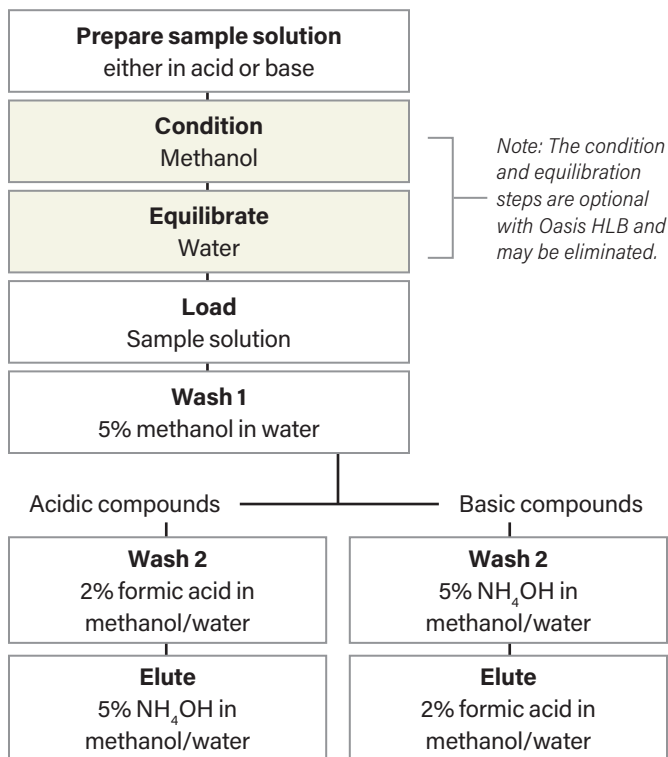 Prepare sample solution
either in acid or base
Condition
Methanol
Equilibrate
Water
Note: The condition
and equilibration
steps are optional
with Oasis HLB and
may be eliminated.
Load
Sample solution
Wash 1
5% methanol in water
Acidic compounds
Basic compounds
Wash 2
2% formic acid in
methanol/water
Wash 2
5% NH₄OH in
methanol/water
Elute
5% NH₄OH in
methanol/water
Elute
2% formic acid in
methanol/water